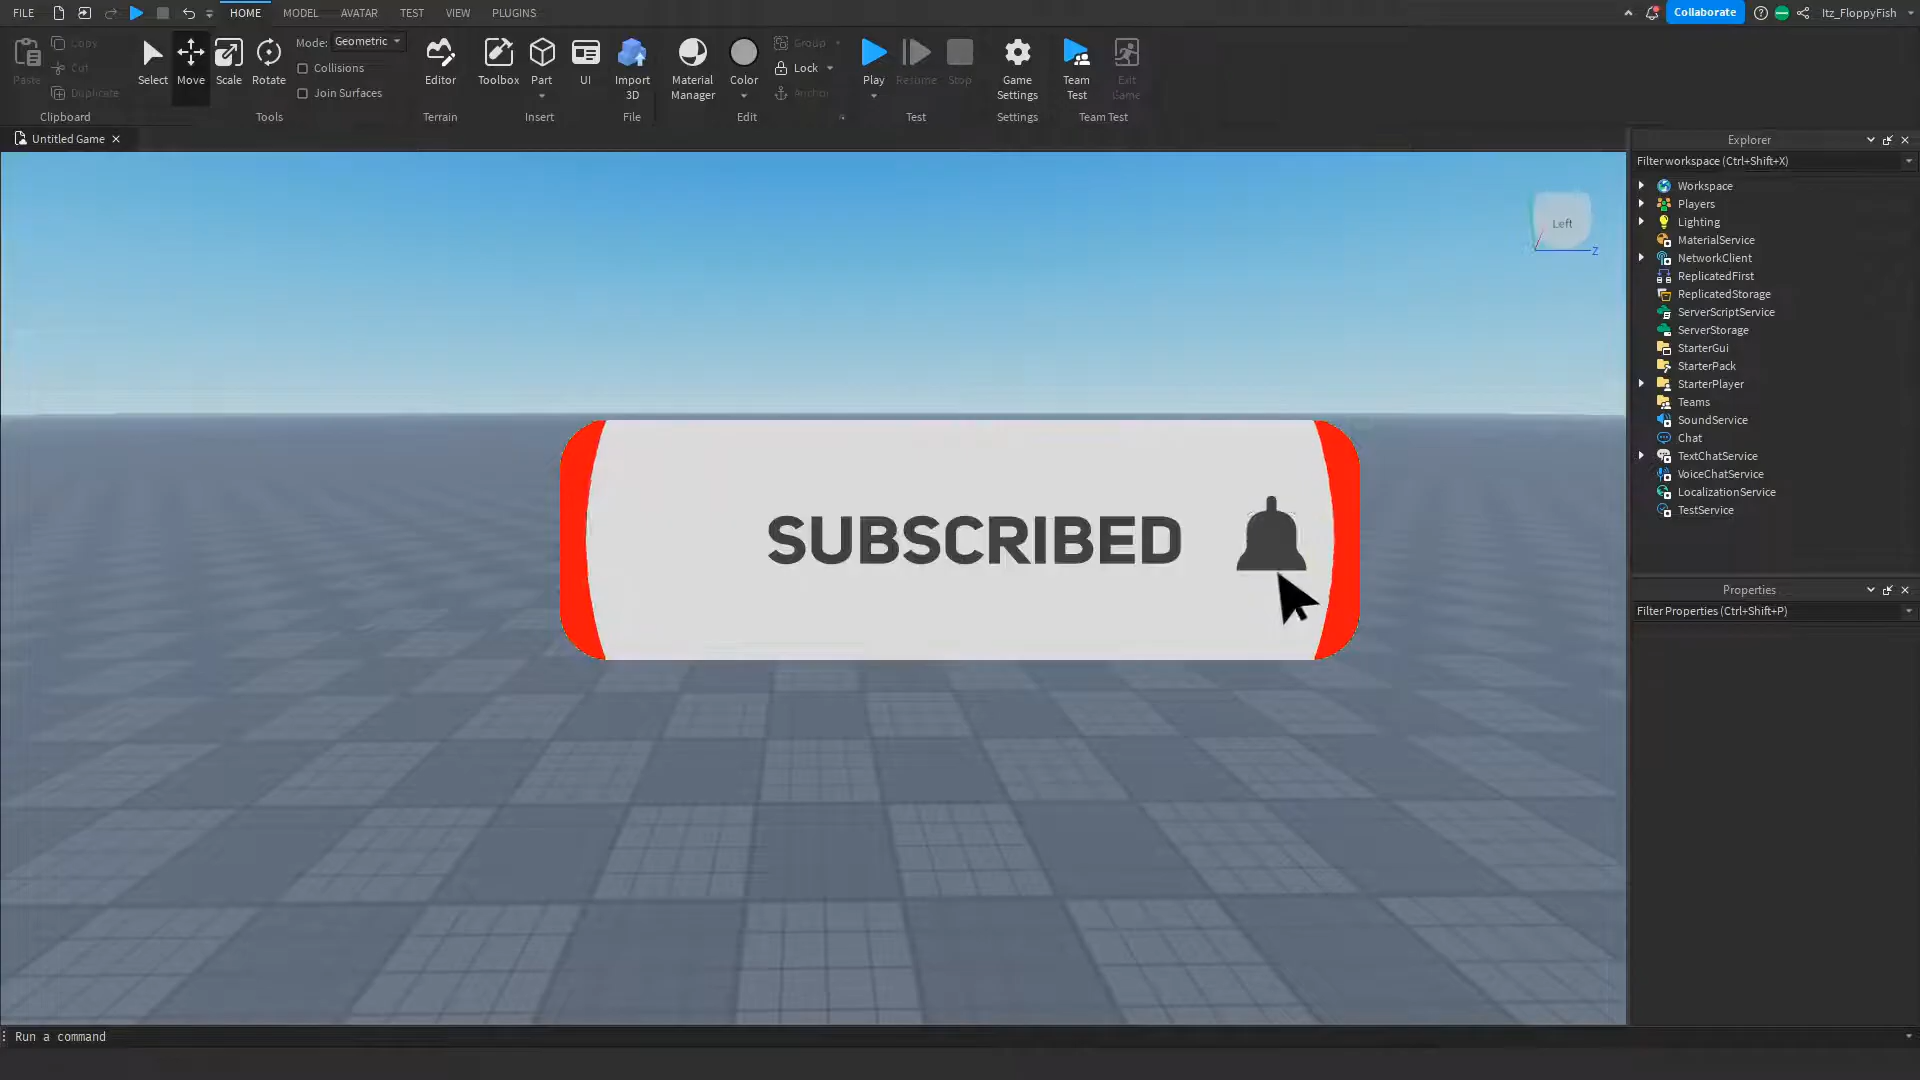 FILE HOME MODEL AVATAR TEST VIEW PLUGINS Collaborate Itz_FloppyFish
Paste Copy Cut Duplicate
Clipboard
Select Move Scale Rotate
Mode: Geometric
Collisions
Join Surfaces
Tools
Editor
Terrain
Toolbox Part UI
Insert
Import
3D
File
Material
Manager
Color
Group
Lock
Anchor
Edit
Play Resume Stop
Test
Game
Settings
Settings
Team
Test
Exit
Game
Team Test
Untitled Game
Left
Z
SUBSCRIBED
Explorer
Filter workspace (Ctrl+Shift+X)
Workspace
Players
Lighting
MaterialService
NetworkClient
ReplicatedFirst
ReplicatedStorage
ServerScriptService
ServerStorage
StarterGui
StarterPack
StarterPlayer
Teams
SoundService
Chat
TextChatService
VoiceChatService
LocalizationService
TestService
Properties
Filter Properties (Ctrl+Shift+P)
Run a command